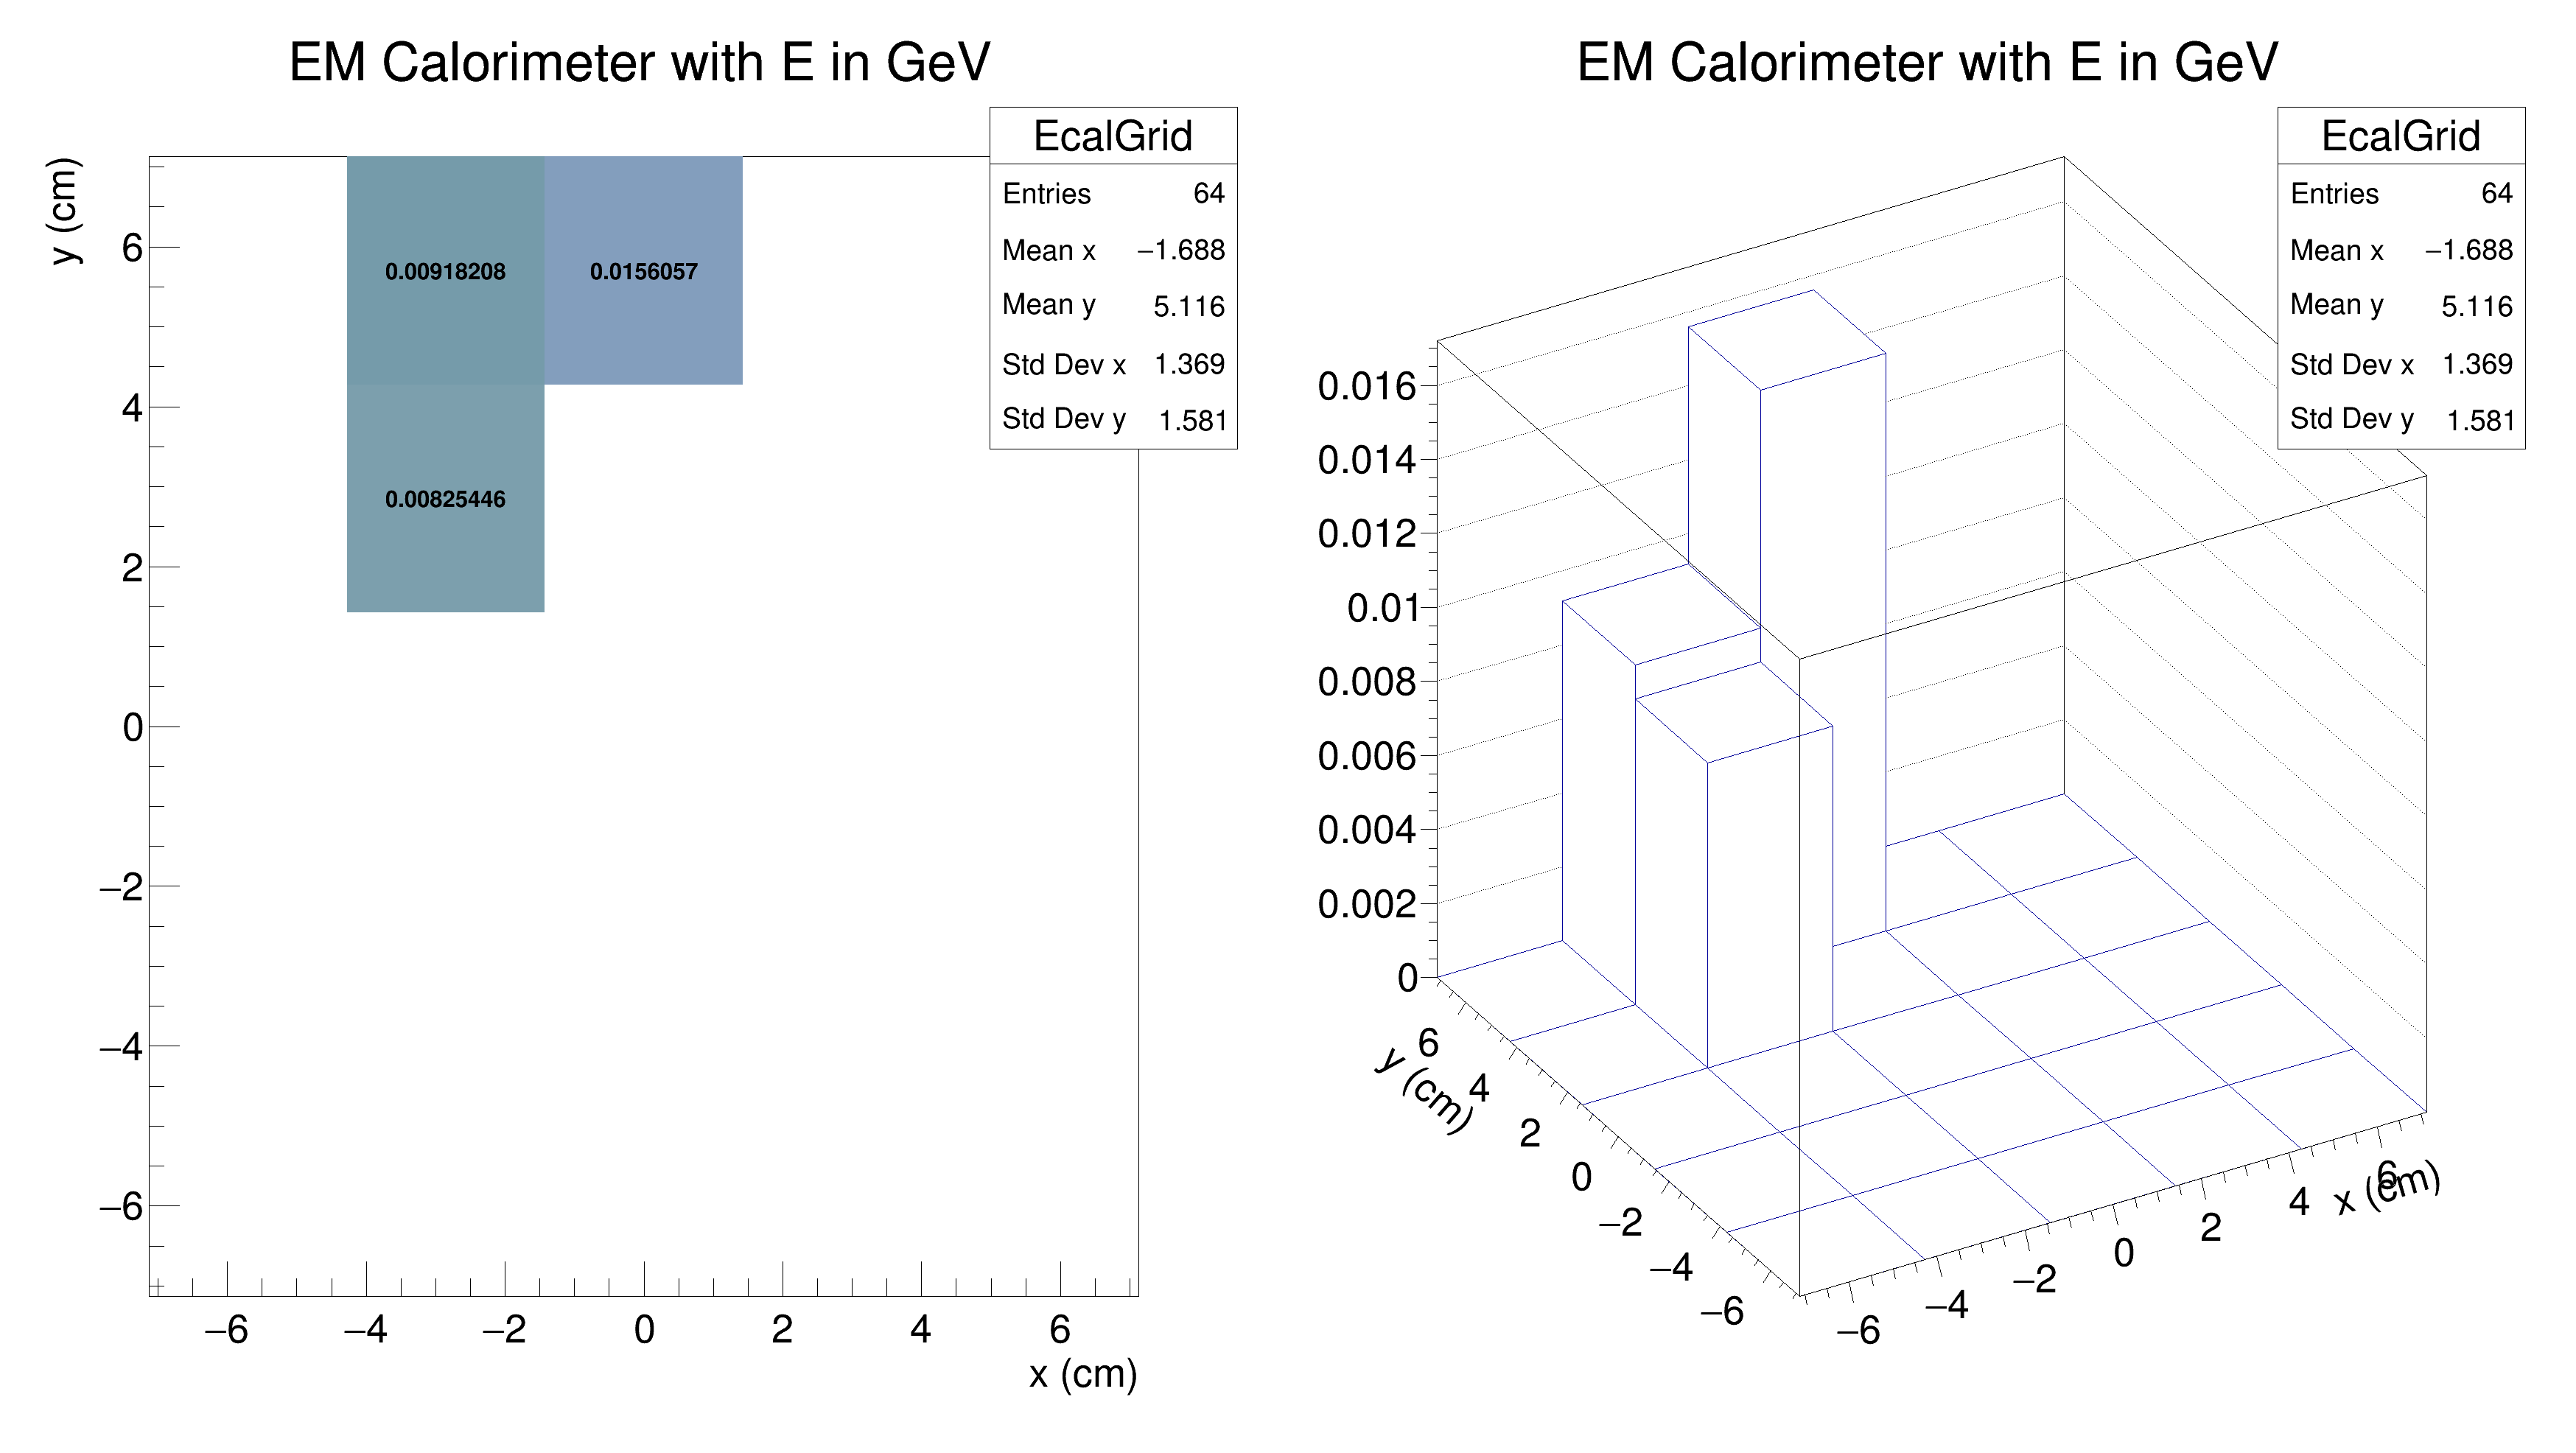 EM Calorimeter with E in GeV
EcalGrid
Entries 64
Mean x −1.688
Mean y 5.116
Std Dev x 1.369
Std Dev y 1.581
y (cm)
6
4
2
0
−2
−4
−6
0.00918208
0.0156057
0.00825446
−6 −4 −2 0 2 4 6
x (cm)
EM Calorimeter with E in GeV
EcalGrid
Entries 64
Mean x −1.688
Mean y 5.116
Std Dev x 1.369
Std Dev y 1.581
0.016
0.014
0.012
0.01
0.008
0.006
0.004
0.002
0
6
4
2
0
−2
−4
−6
y (cm)
−6 −4 −2 0 2 4 6
x (cm)